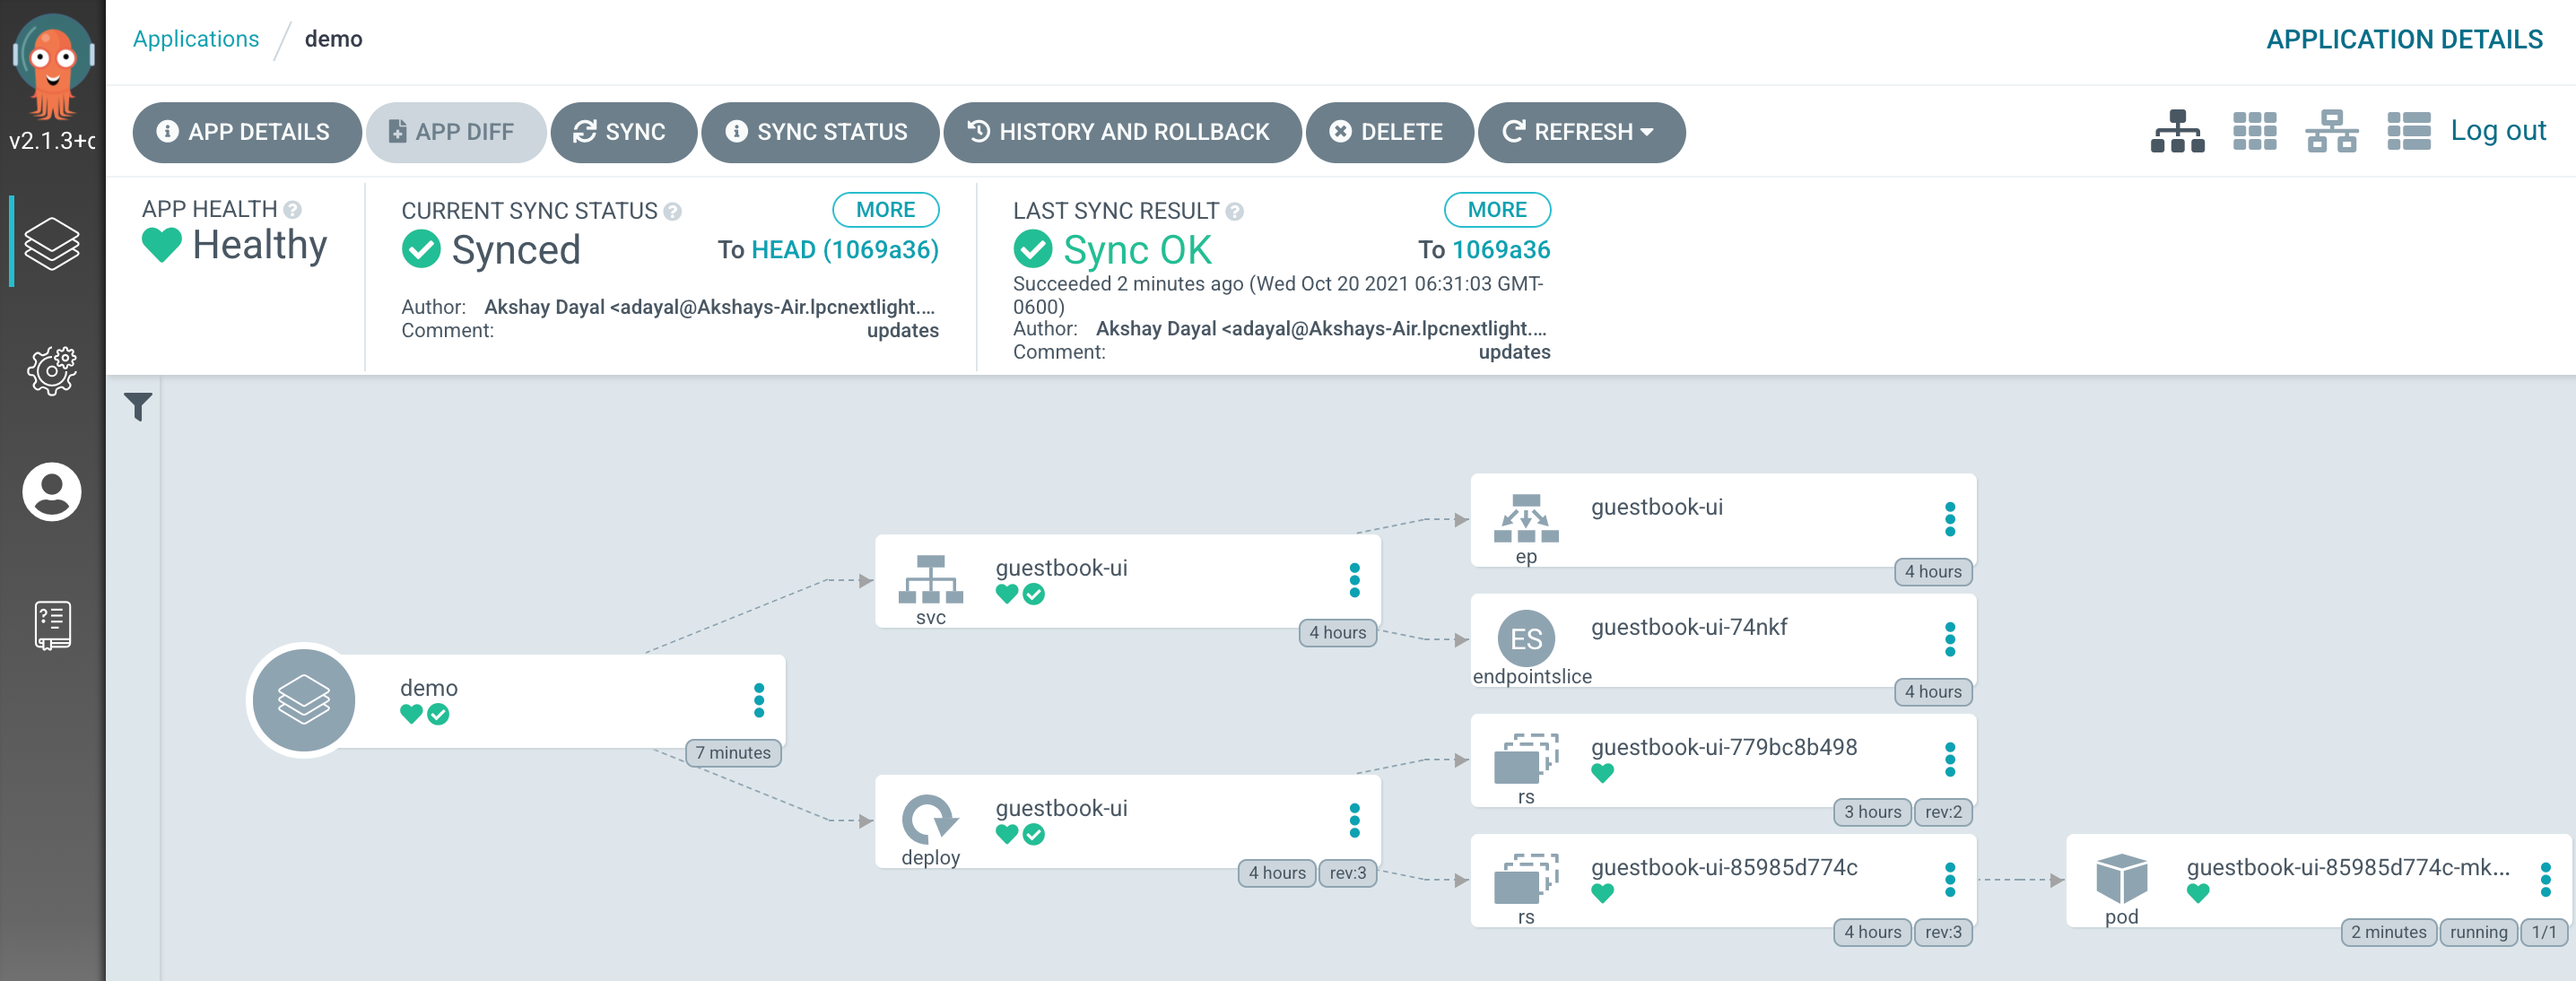 v2.1.3+
Applications / demo
APPLICATION DETAILS
APP DETAILS
APP DIFF
SYNC
SYNC STATUS
HISTORY AND ROLLBACK
DELETE
REFRESH
Log out
APP HEALTH
Healthy
CURRENT SYNC STATUS
MORE
Synced
To HEAD (1069a36)
Author: Akshay Dayal <adayal@Akshays-Air.lpcnextlight....
Comment: updates
LAST SYNC RESULT
MORE
Sync OK
To 1069a36
Succeeded 2 minutes ago (Wed Oct 20 2021 06:31:03 GMT-
0600)
Author: Akshay Dayal <adayal@Akshays-Air.lpcnextlight....
Comment: updates
demo
7 minutes
guestbook-ui
svc
4 hours
guestbook-ui
deploy
4 hours
rev:3
guestbook-ui
ep
4 hours
ES
guestbook-ui-74nkf
endpointslice
4 hours
guestbook-ui-779bc8b498
rs
3 hours
rev:2
guestbook-ui-85985d774c
rs
4 hours
rev:3
guestbook-ui-85985d774c-mk...
pod
2 minutes
running
1/1